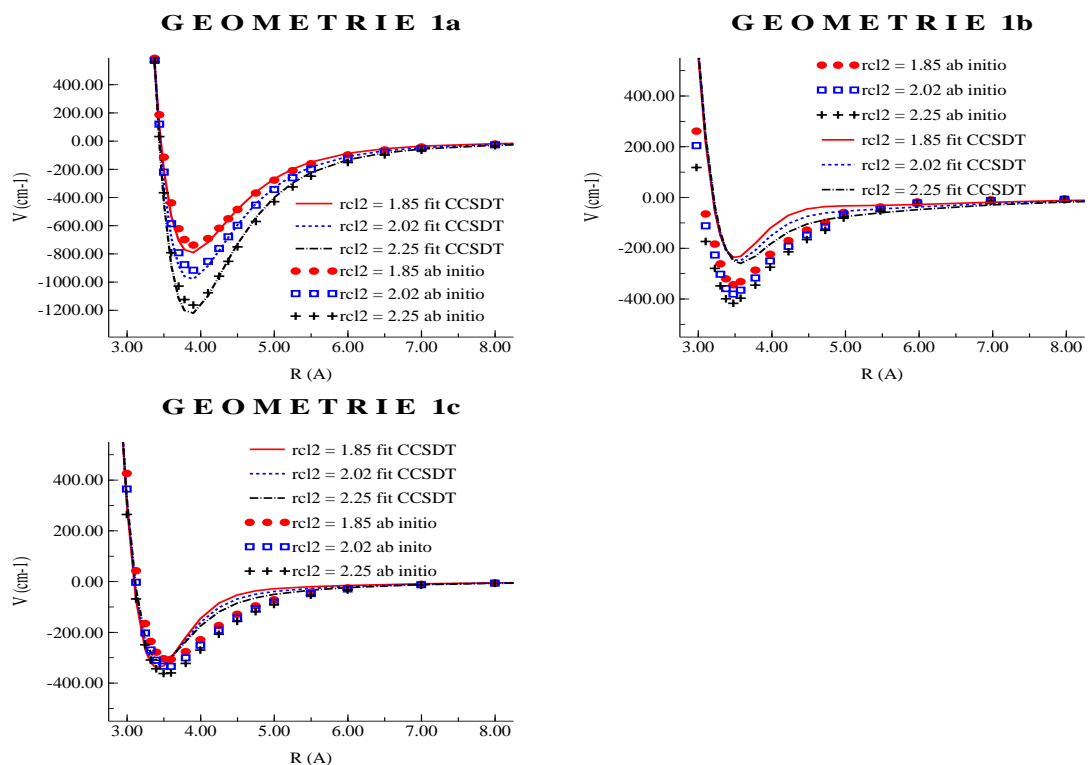 G E O M E T R I E 1a
400.00
200.00
0.00
-200.00
-400.00
-600.00
-800.00
-1000.00
-1200.00
V (cm-1)
rcl2 = 1.85 fit CCSDT
rcl2 = 2.02 fit CCSDT
rcl2 = 2.25 fit CCSDT
rcl2 = 1.85 ab initio
rcl2 = 2.02 ab initio
rcl2 = 2.25 ab initio
3.00 4.00 5.00 6.00 7.00 8.00
R (A)
G E O M E T R I E 1b
400.00
200.00
0.00
-200.00
-400.00
V (cm-1)
rcl2 = 1.85 ab initio
rcl2 = 2.02 ab initio
rcl2 = 2.25 ab initio
rcl2 = 1.85 fit CCSDT
rcl2 = 2.02 fit CCSDT
rcl2 = 2.25 fit CCSDT
3.00 4.00 5.00 6.00 7.00 8.00
R (A)
G E O M E T R I E 1c
400.00
200.00
0.00
-200.00
-400.00
V (cm-1)
rcl2 = 1.85 fit CCSDT
rcl2 = 2.02 fit CCSDT
rcl2 = 2.25 fit CCSDT
rcl2 = 1.85 ab initio
rcl2 = 2.02 ab inito
rcl2 = 2.25 ab initio
3.00 4.00 5.00 6.00 7.00 8.00
R (A)